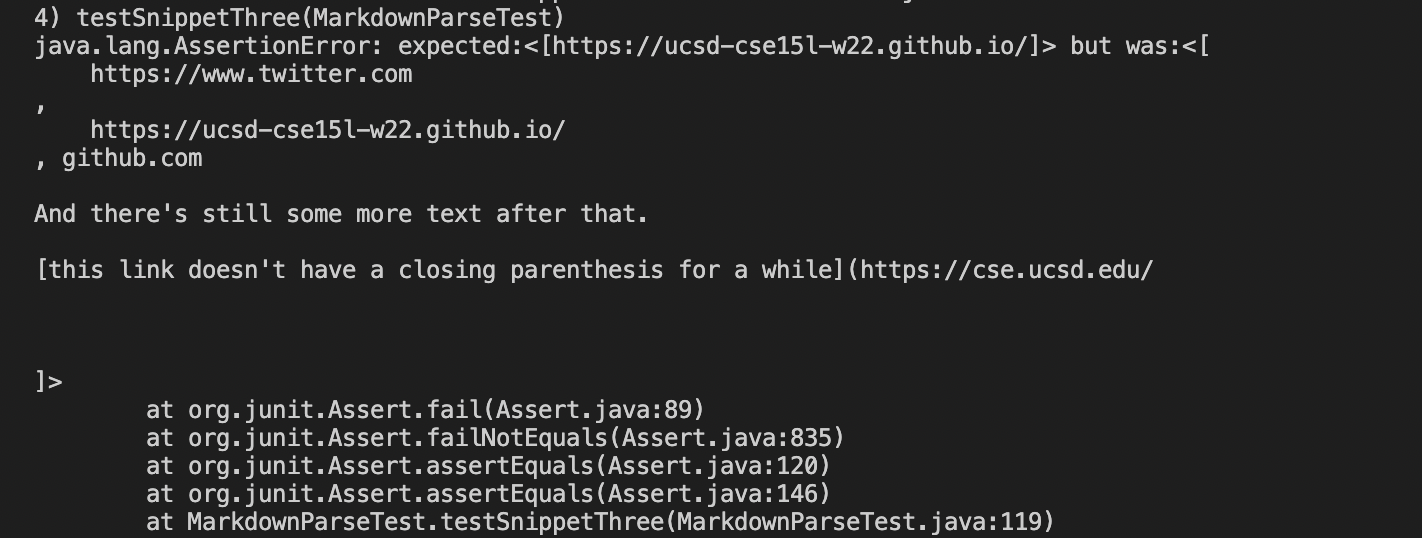 4) testSnippetThree(MarkdownParseTest)
java.lang.AssertionError: expected:<[https://ucsd-cse15l-w22.github.io/]> but was:<[
    https://www.twitter.com
,
    https://ucsd-cse15l-w22.github.io/
, github.com

And there's still some more text after that.

[this link doesn't have a closing parenthesis for a while](https://cse.ucsd.edu/



]>
        at org.junit.Assert.fail(Assert.java:89)
        at org.junit.Assert.failNotEquals(Assert.java:835)
        at org.junit.Assert.assertEquals(Assert.java:120)
        at org.junit.Assert.assertEquals(Assert.java:146)
        at MarkdownParseTest.testSnippetThree(MarkdownParseTest.java:119)